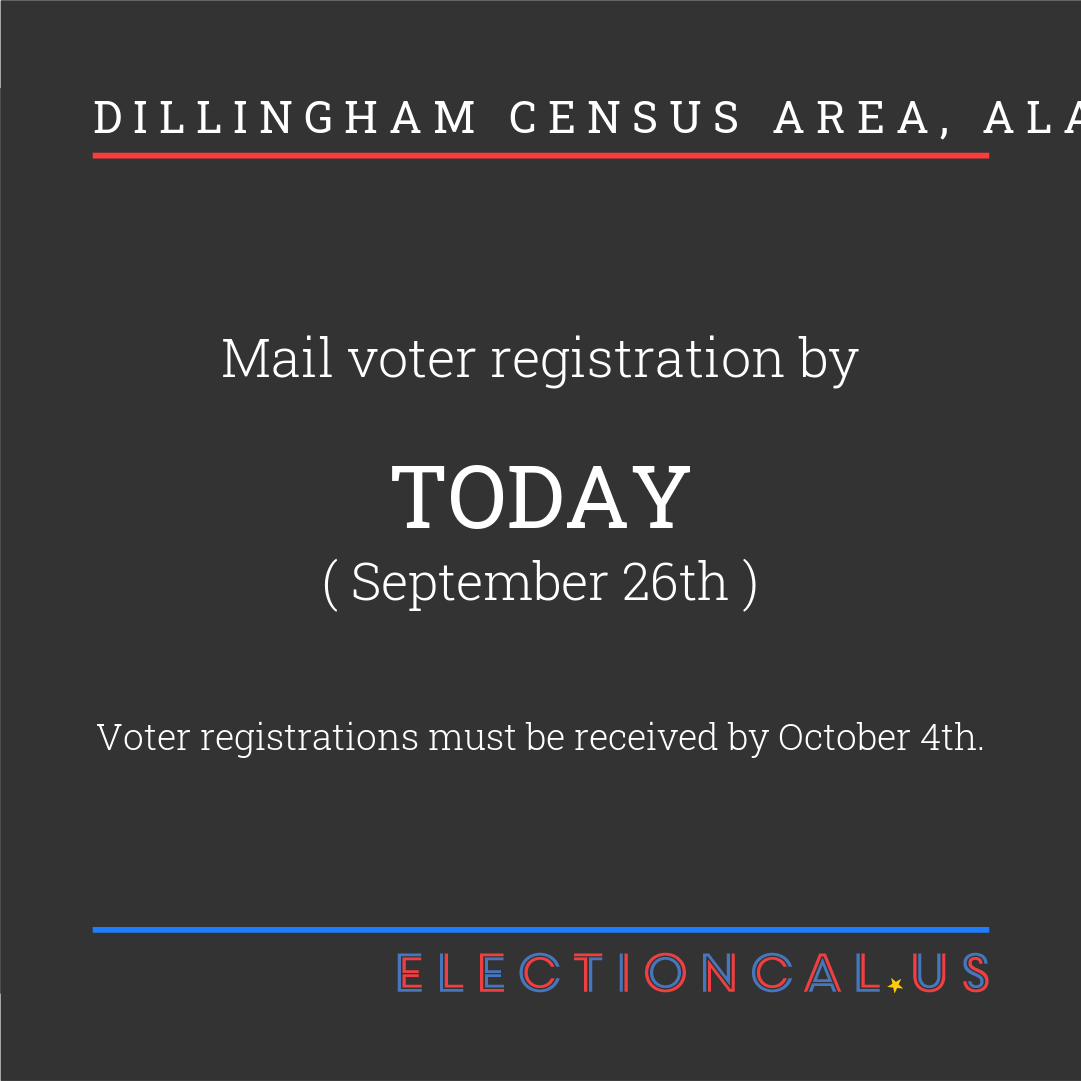 DILLINGHAM CENSUS AREA, ALA
Mail voter registration by
TODAY
( September 26th )
Voter registrations must be received by October 4th.
ELECTIONCAL.US